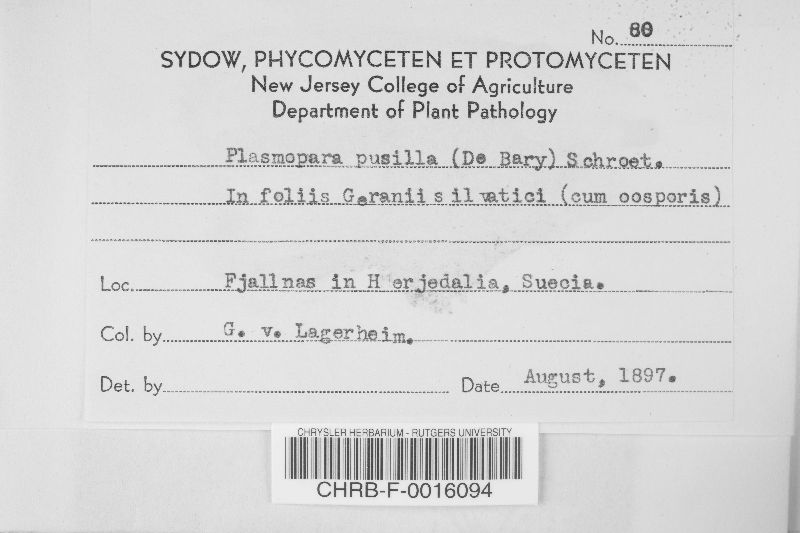 No. 80
SYDOW, PHYCOMYCETEN ET PROTOMYCETEN
New Jersey College of Agriculture
Department of Plant Pathology
Plasmopara pusilla (De Bary) Schroet.
In foliis Geranii silvatici (cum oosporis)
Loc. Fjallnas in Herjedalia, Suecia.
Col. by G. v. Lagerheim.
Det. by
Date August, 1897.
CHRYSLER HERBARIUM - RUTGERS UNIVERSITY
CHRB-F-0016094